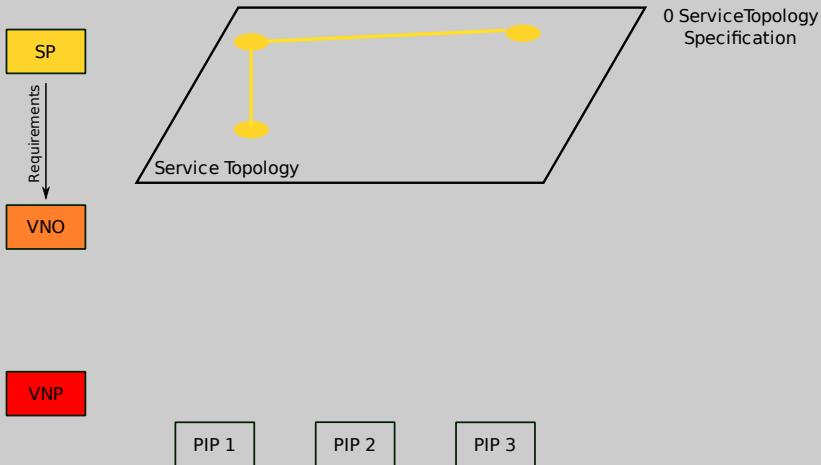 SP
0 ServiceTopology
Specification
Requirements
Service Topology
VNO
VNP
PIP 1
PIP 2
PIP 3